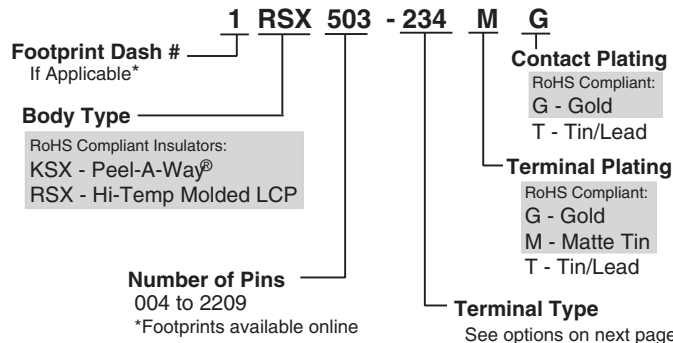 1 RSX 503 - 234 M G
Footprint Dash #
If Applicable*
Body Type
RoHS Compliant Insulators:
KSX - Peel-A-Way®
RSX - Hi-Temp Molded LCP
Number of Pins
004 to 2209
*Footprints available online
Contact Plating
RoHS Compliant:
G - Gold
T - Tin/Lead
Terminal Plating
RoHS Compliant:
G - Gold
M - Matte Tin
T - Tin/Lead
Terminal Type
See options on next page